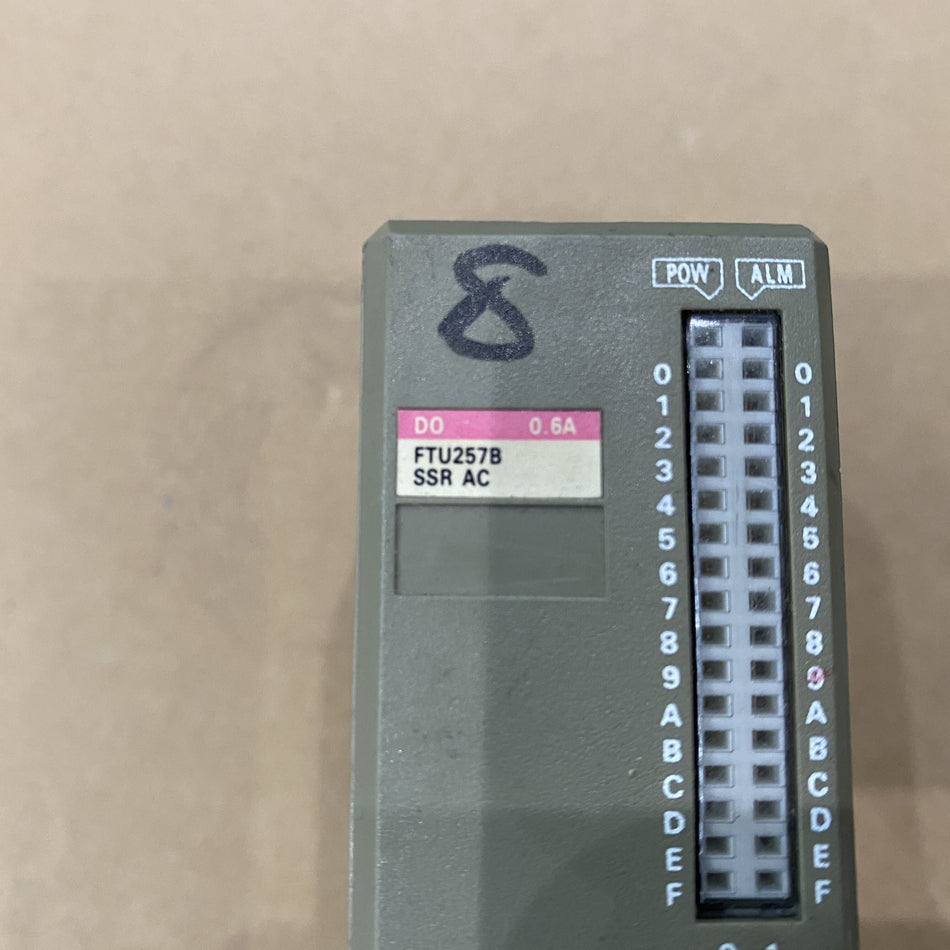 8
POW ALM
DO 0.6A
FTU257B
SSR AC
0 0
1 1
2 2
3 3
4 4
5 5
6 6
7 7
8 8
9 9
A A
B B
C C
D D
E E
F F